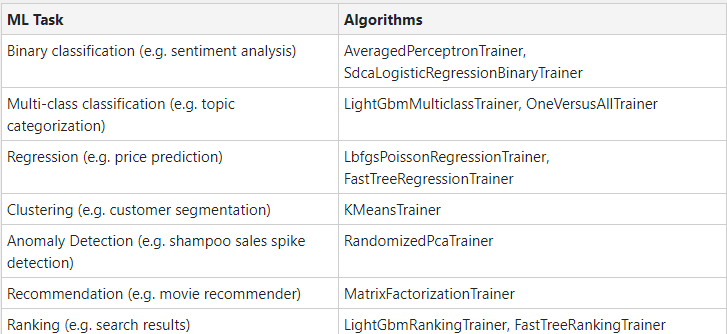 ML Task Algorithms
Binary classification (e.g. sentiment analysis) AveragedPerceptronTrainer,
SdcaLogisticRegressionBinaryTrainer
Multi-class classification (e.g. topic LightGbmMulticlassTrainer, OneVersusAllTrainer
categorization)
Regression (e.g. price prediction) LbfgsPoissonRegressionTrainer,
FastTreeRegressionTrainer
Clustering (e.g. customer segmentation) KMeansTrainer
Anomaly Detection (e.g. shampoo sales spike RandomizedPcaTrainer
detection)
Recommendation (e.g. movie recommender) MatrixFactorizationTrainer
Ranking (e.g. search results) LightGbmRankingTrainer, FastTreeRankingTrainer